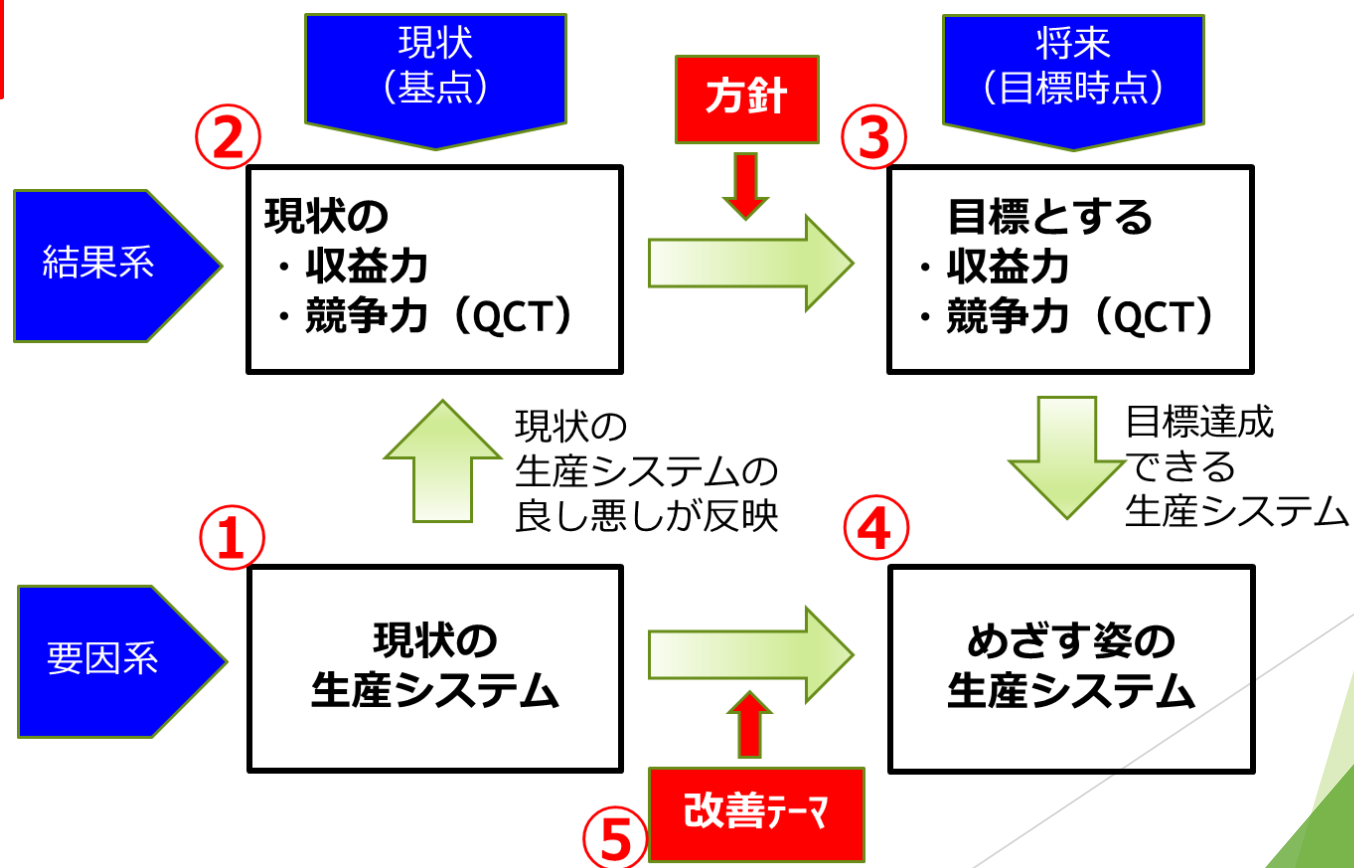 現状
（基点）
方針
将来
（目標時点）
②
③
結果系
現状の
・収益力
・競争力（QCT）
目標とする
・収益力
・競争力（QCT）
現状の
生産システムの
良し悪しが反映
目標達成
できる
生産システム
①
④
要因系
現状の
生産システム
めざす姿の
生産システム
改善ﾃｰﾏ
⑤